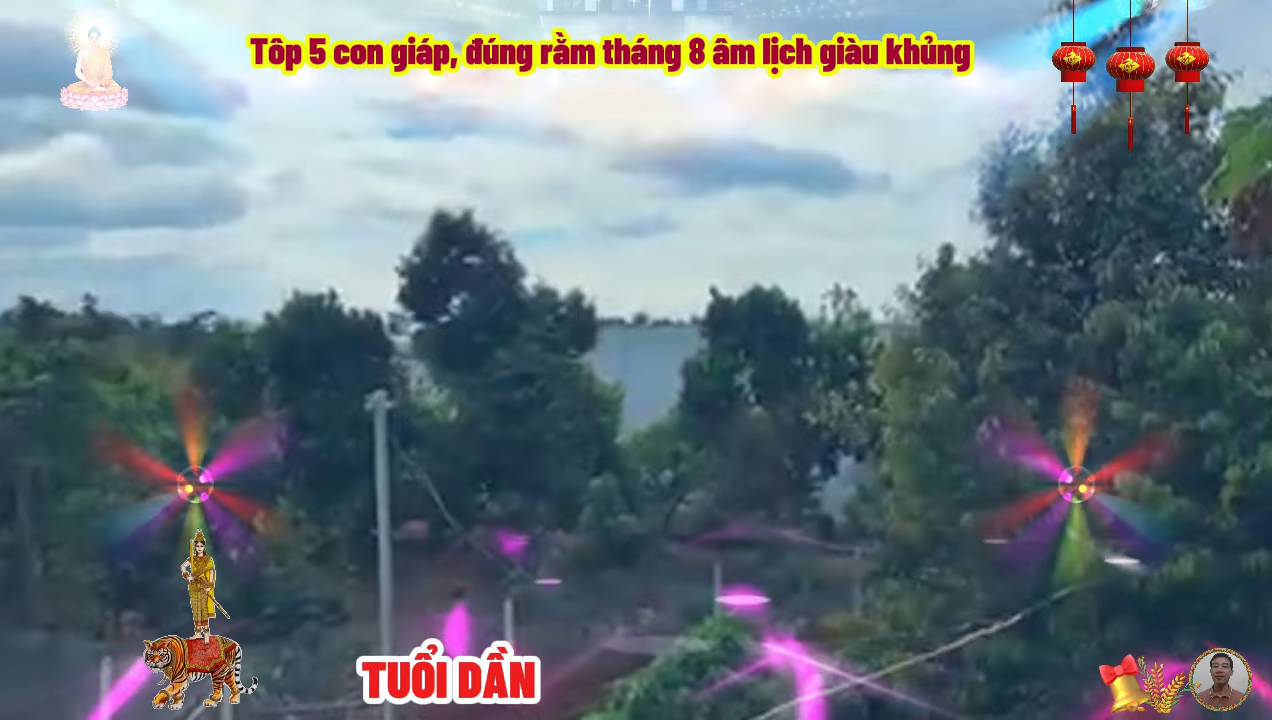 Tôp 5 con giáp, đúng rằm tháng 8 âm lịch giàu khủng
TUỔI DẦN